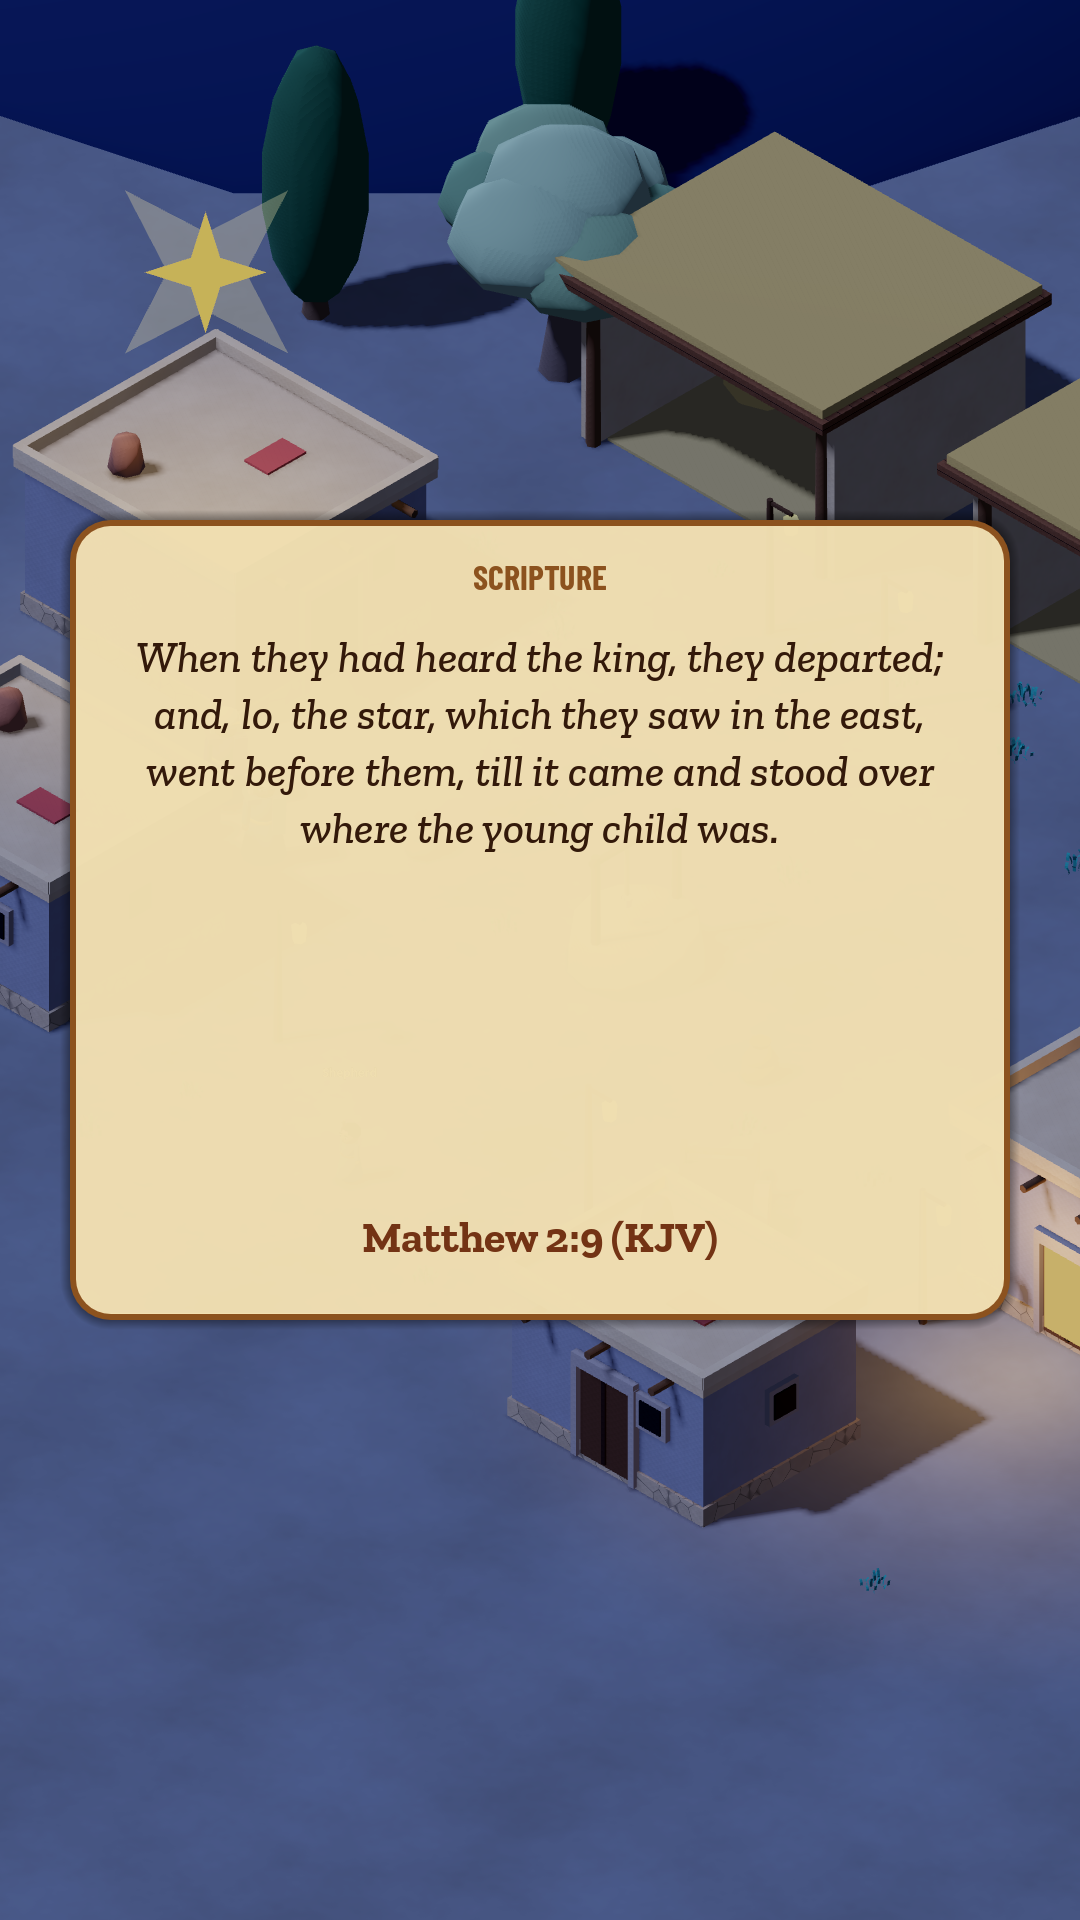 SCRIPTURE
When they had heard the king, they departed;
and, lo, the star, which they saw in the east,
went before them, till it came and stood over
where the young child was.
Matthew 2:9 (KJV)